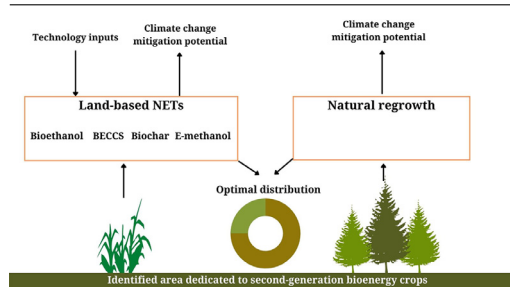 Technology inputs
Climate change
mitigation potential
Climate change
mitigation potential
Land-based NETs
Bioethanol BECCS Biochar E-methanol
Natural regrowth
Optimal distribution
Identified area dedicated to second-generation bioenergy crops